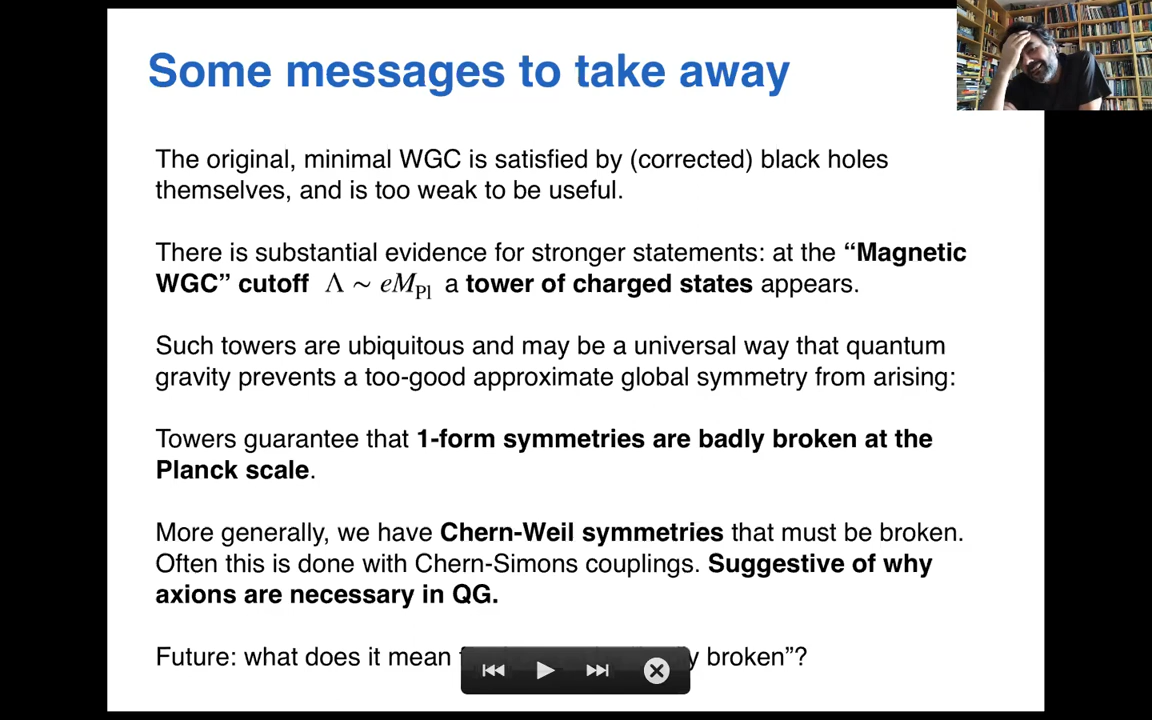 Some messages to take away
The original, minimal WGC is satisfied by (corrected) black holes
themselves, and is too weak to be useful.
There is substantial evidence for stronger statements: at the “Magnetic
WGC” cutoff Λ ∼ eM_Pl a tower of charged states appears.
Such towers are ubiquitous and may be a universal way that quantum
gravity prevents a too-good approximate global symmetry from arising:
Towers guarantee that 1-form symmetries are badly broken at the
Planck scale.
More generally, we have Chern-Weil symmetries that must be broken.
Often this is done with Chern-Simons couplings. Suggestive of why
axions are necessary in QG.
Future: what does it mean broken”?